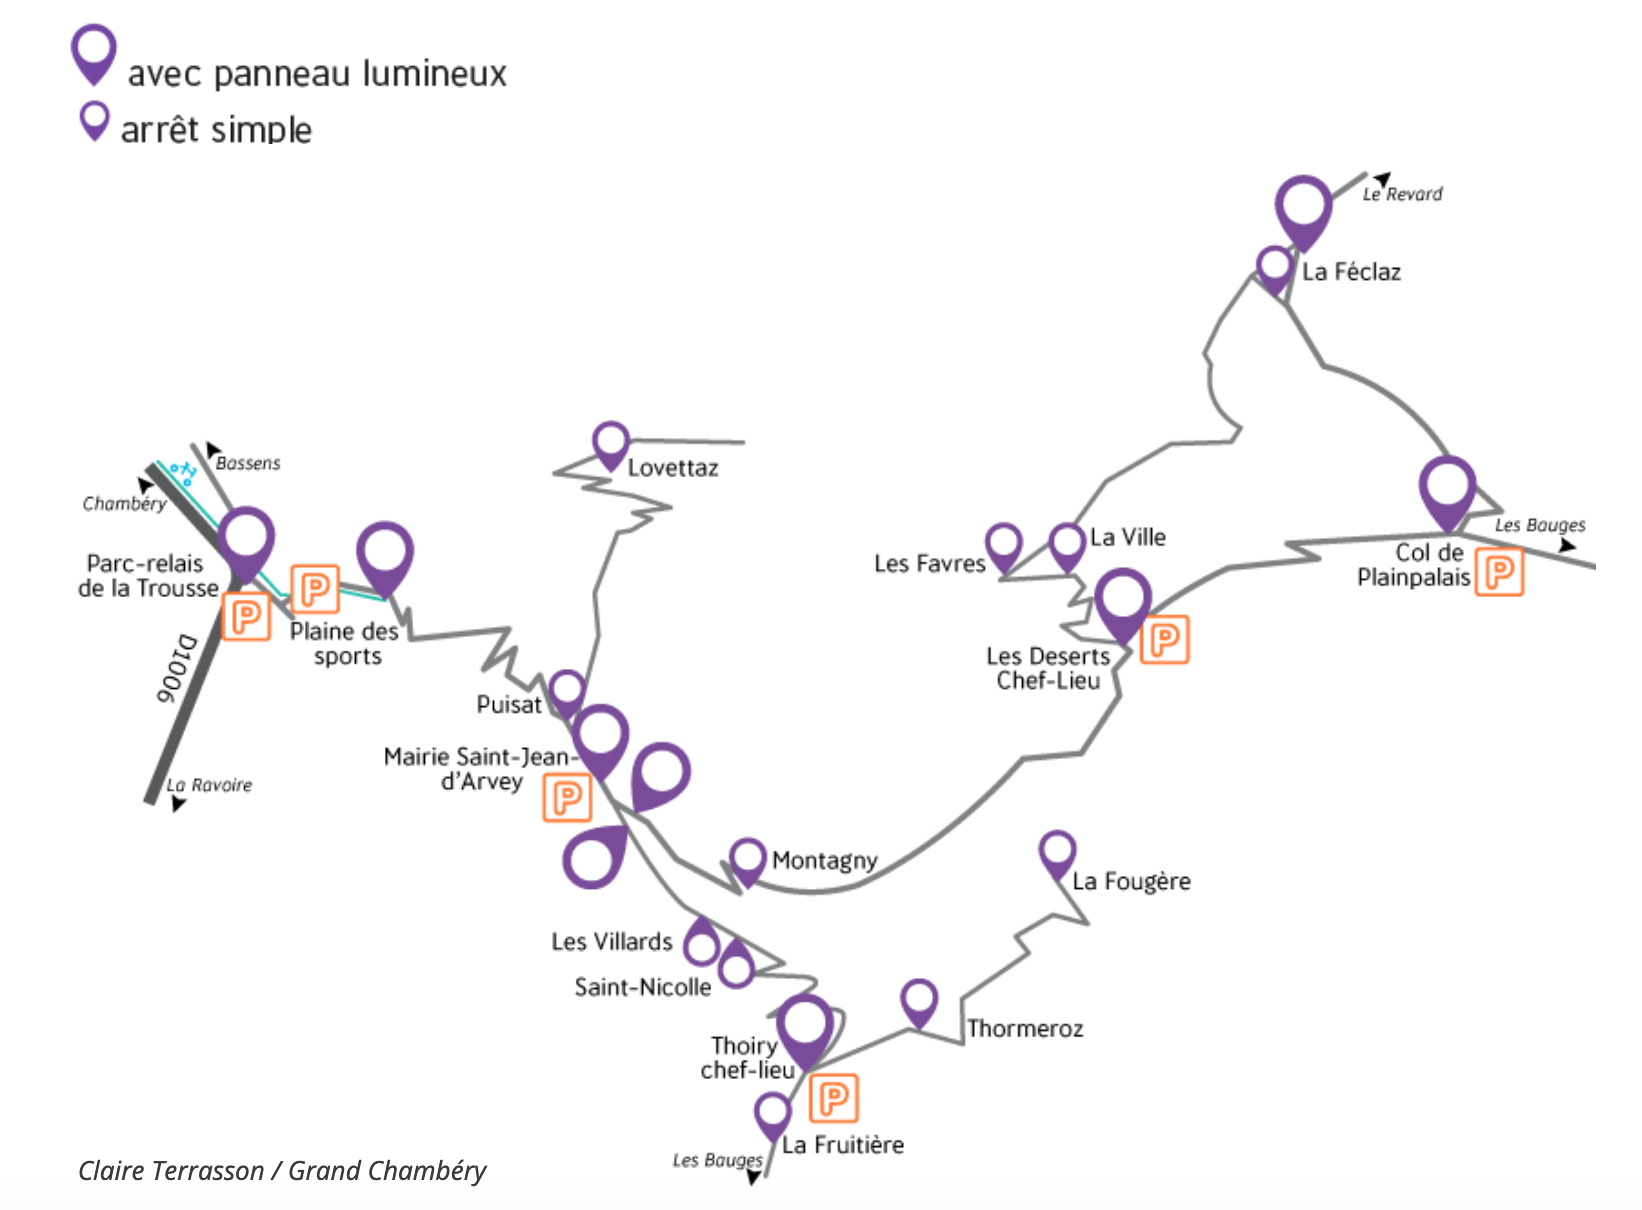 avec panneau lumineux
arrêt simple
Le Revard
La Féclaz
Bassens
Chambéry
Lovettaz
Les Bauges
Parc-relais
de la Trousse
P
P
Plaine des
sports
D1006
La Ravoire
Les Favres
La Ville
Col de
Plainpalais
P
Les Deserts
Chef-Lieu
P
Puisat
Mairie Saint-Jean-
d'Arvey
P
Montagny
La Fougère
Les Villards
Saint-Nicolle
Thormeroz
Thoiry
chef-lieu
P
La Fruitière
Les Bauges
Claire Terrasson / Grand Chambéry